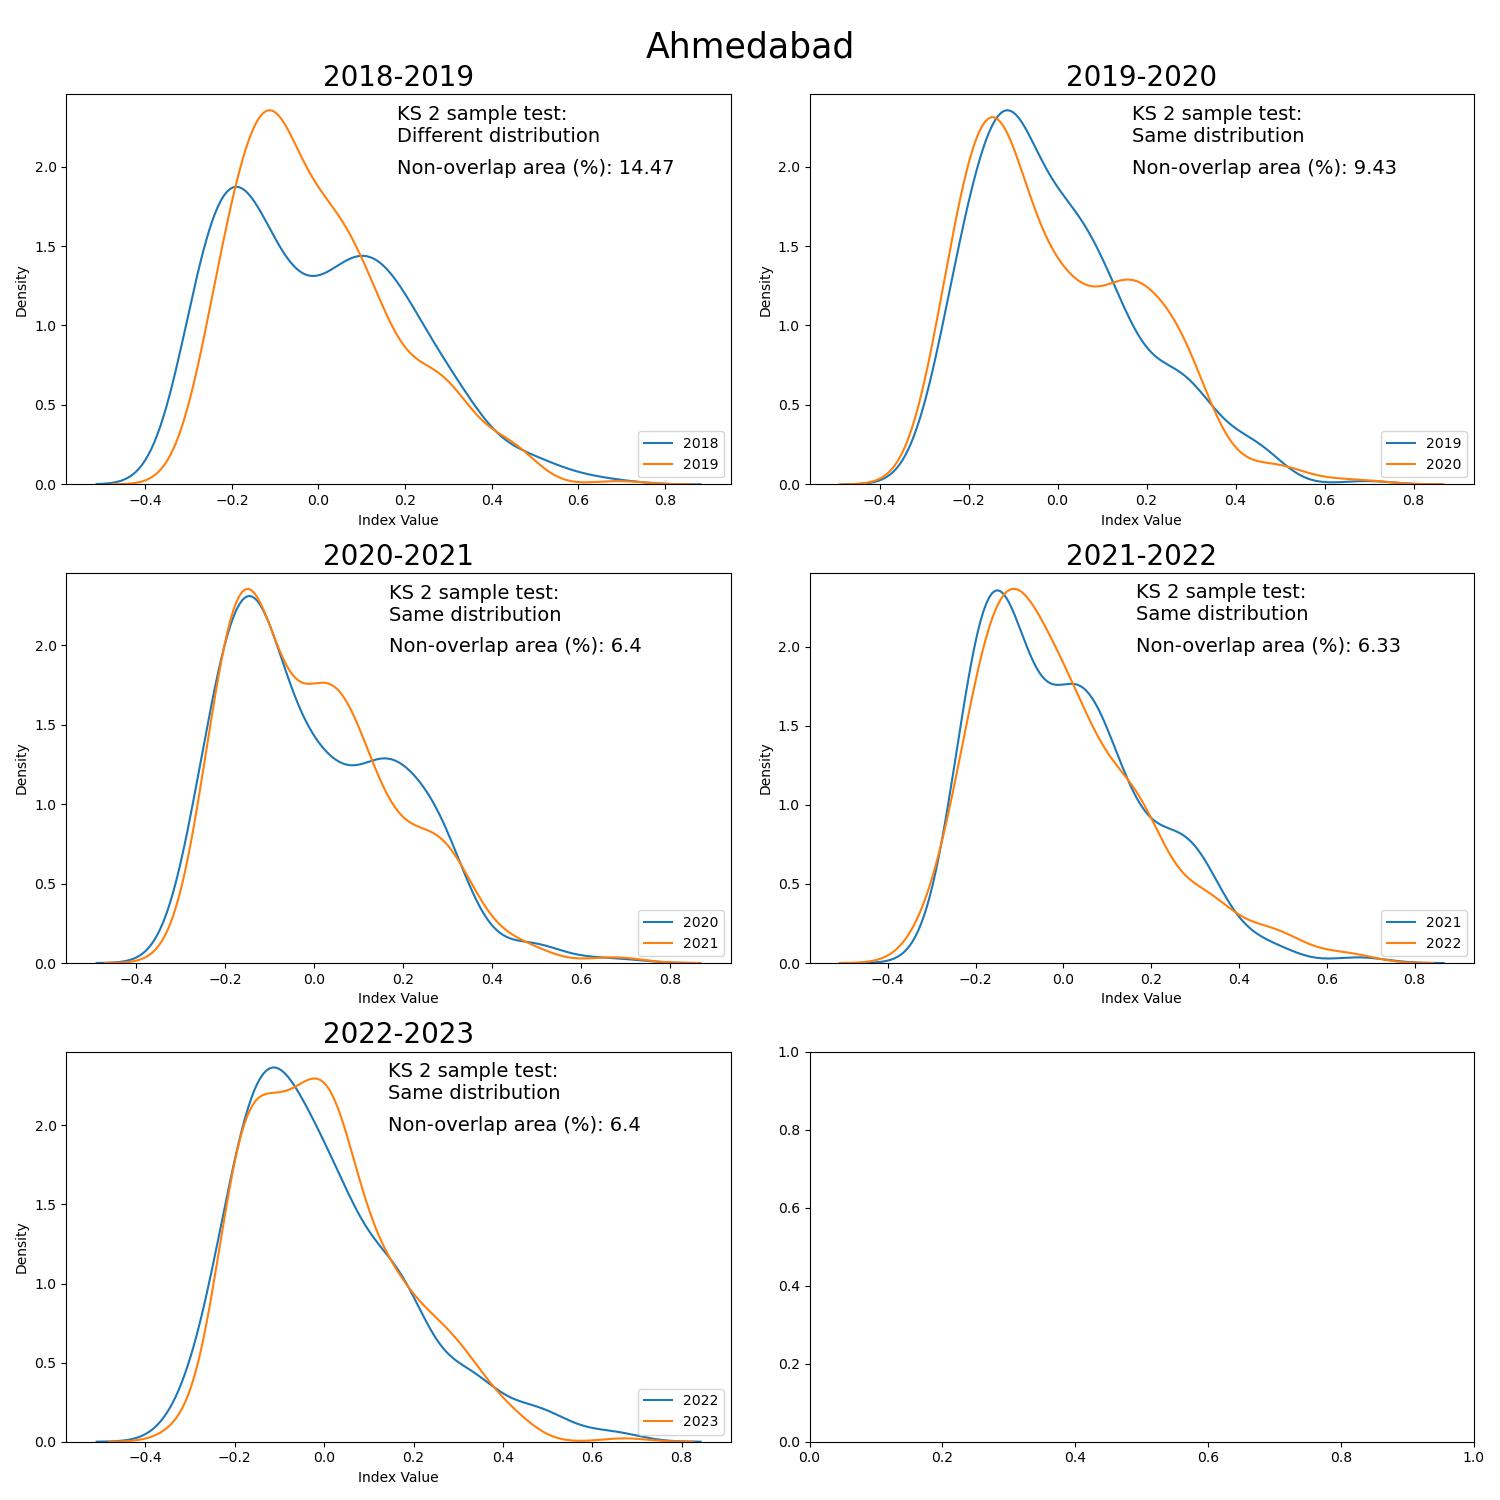 Ahmedabad
2018-2019
KS 2 sample test:
Different distribution
Non-overlap area (%): 14.47
Density
2.0
1.5
1.0
0.5
0.0
−0.4 −0.2 0.0 0.2 0.4 0.6 0.8
Index Value
2018
2019
2019-2020
KS 2 sample test:
Same distribution
Non-overlap area (%): 9.43
Density
2.0
1.5
1.0
0.5
0.0
−0.4 −0.2 0.0 0.2 0.4 0.6 0.8
Index Value
2019
2020
2020-2021
KS 2 sample test:
Same distribution
Non-overlap area (%): 6.4
Density
2.0
1.5
1.0
0.5
0.0
−0.4 −0.2 0.0 0.2 0.4 0.6 0.8
Index Value
2020
2021
2021-2022
KS 2 sample test:
Same distribution
Non-overlap area (%): 6.33
Density
2.0
1.5
1.0
0.5
0.0
−0.4 −0.2 0.0 0.2 0.4 0.6 0.8
Index Value
2021
2022
2022-2023
KS 2 sample test:
Same distribution
Non-overlap area (%): 6.4
Density
2.0
1.5
1.0
0.5
0.0
−0.4 −0.2 0.0 0.2 0.4 0.6 0.8
Index Value
2022
2023
1.0
0.8
0.6
0.4
0.2
0.0
0.0 0.2 0.4 0.6 0.8 1.0